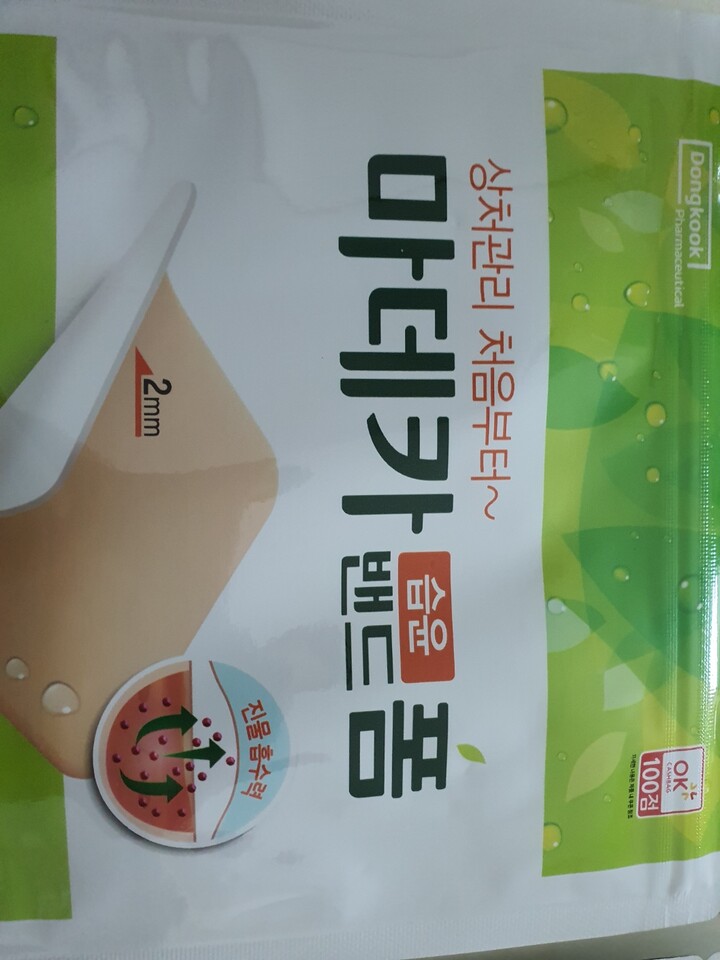 Dongkook
Pharmaceutical
OK
CASHBAG
100점
상처관리 처음부터~
마데카 습윤 밴드 폼
2mm
진물 흡수력